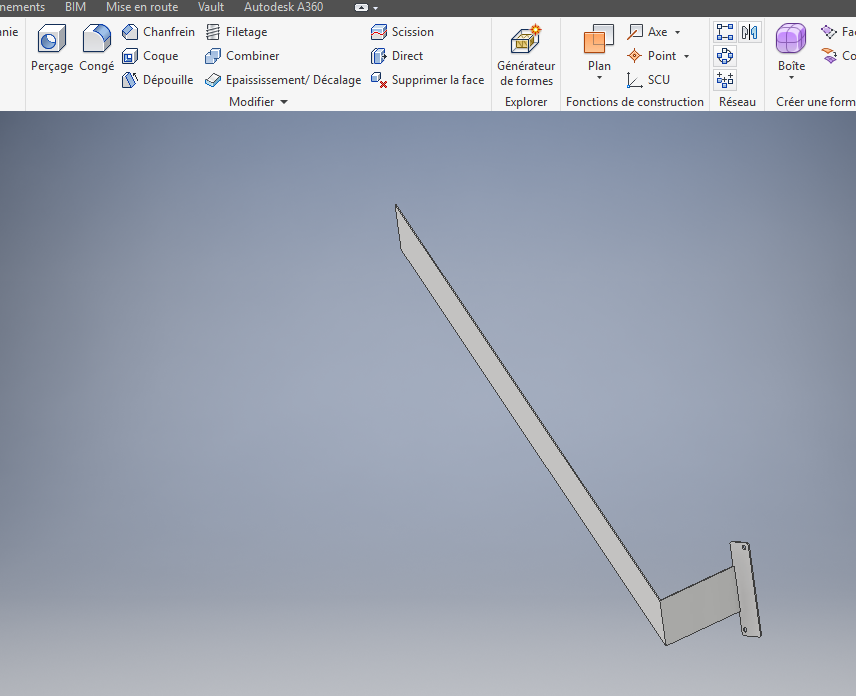 nements BIM Mise en route Vault Autodesk A360
nie Chanfrein Filetage Scission Axe Fac
Perçage Congé Coque Combiner Direct Générateur de formes Plan Point Boîte Co
Dépouille Epaississement/ Décalage Supprimer la face SCU
Modifier Explorer Fonctions de construction Réseau Créer une form